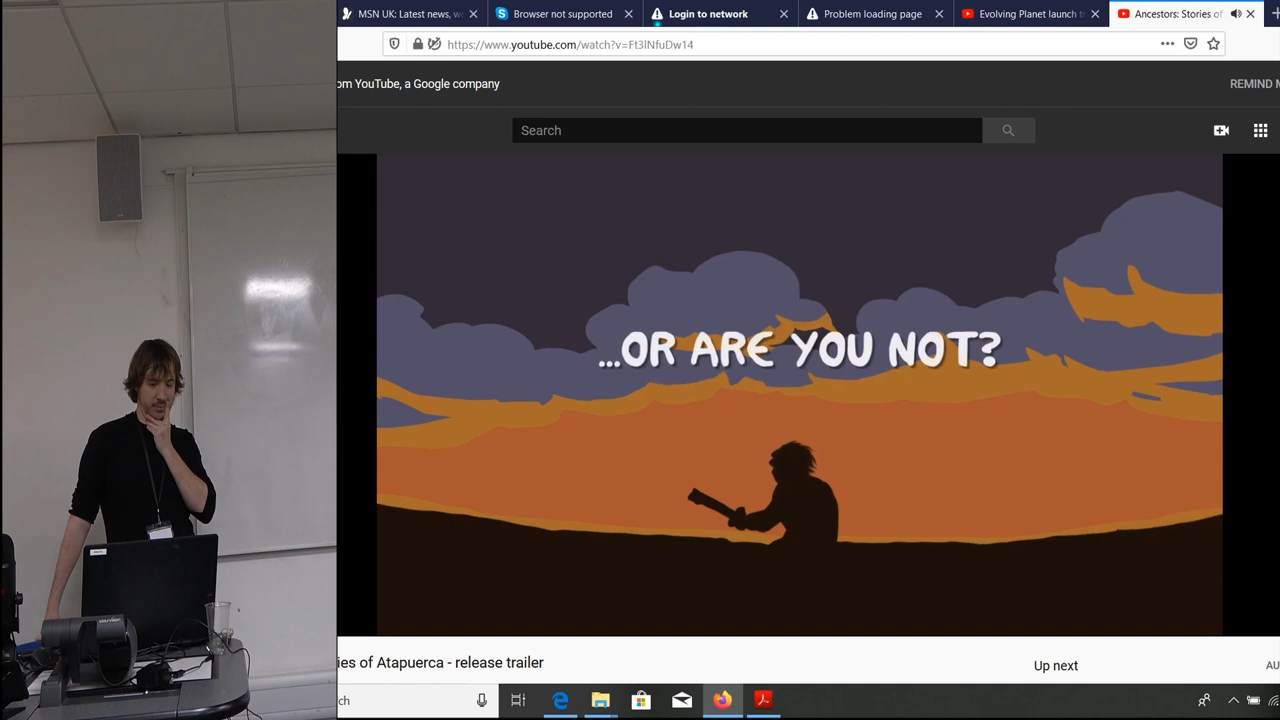 MSN UK: Latest news, w
Browser not supported
Login to network
Problem loading page
Evolving Planet launch t
Ancestors: Stories of
https://www.youtube.com/watch?v=Ft3lNfuDw14
om YouTube, a Google company
REMIND M
Search
...OR ARE YOU NOT?
ies of Atapuerca - release trailer
Up next
AU
ch